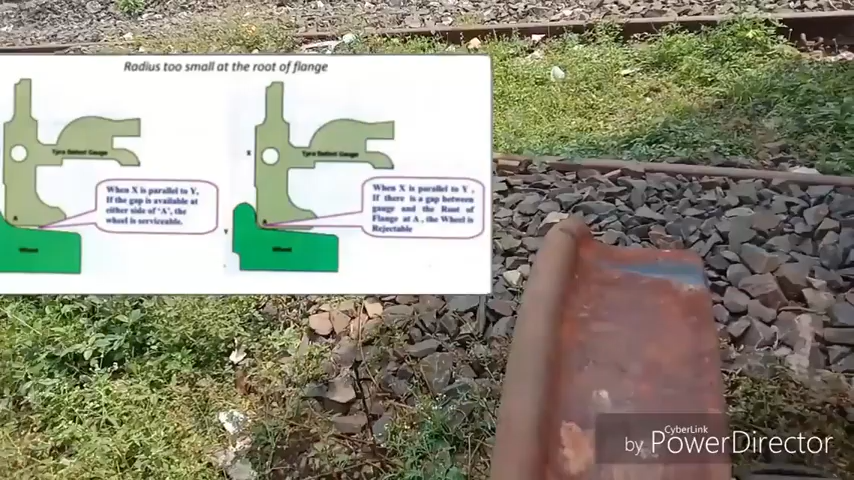 Radius too small at the root of flange
Tyre Defect Gauge
When X is parallel to Y,
If the gap is available at
either side of 'A', the
wheel is serviceable.
A
Wheel
X
Tyre Defect Gauge
When X is parallel to Y ,
If there is a gap between
gauge and the Root of
Flange at A , the Wheel is
Rejectable
A
Y
Wheel
CyberLink
by PowerDirector